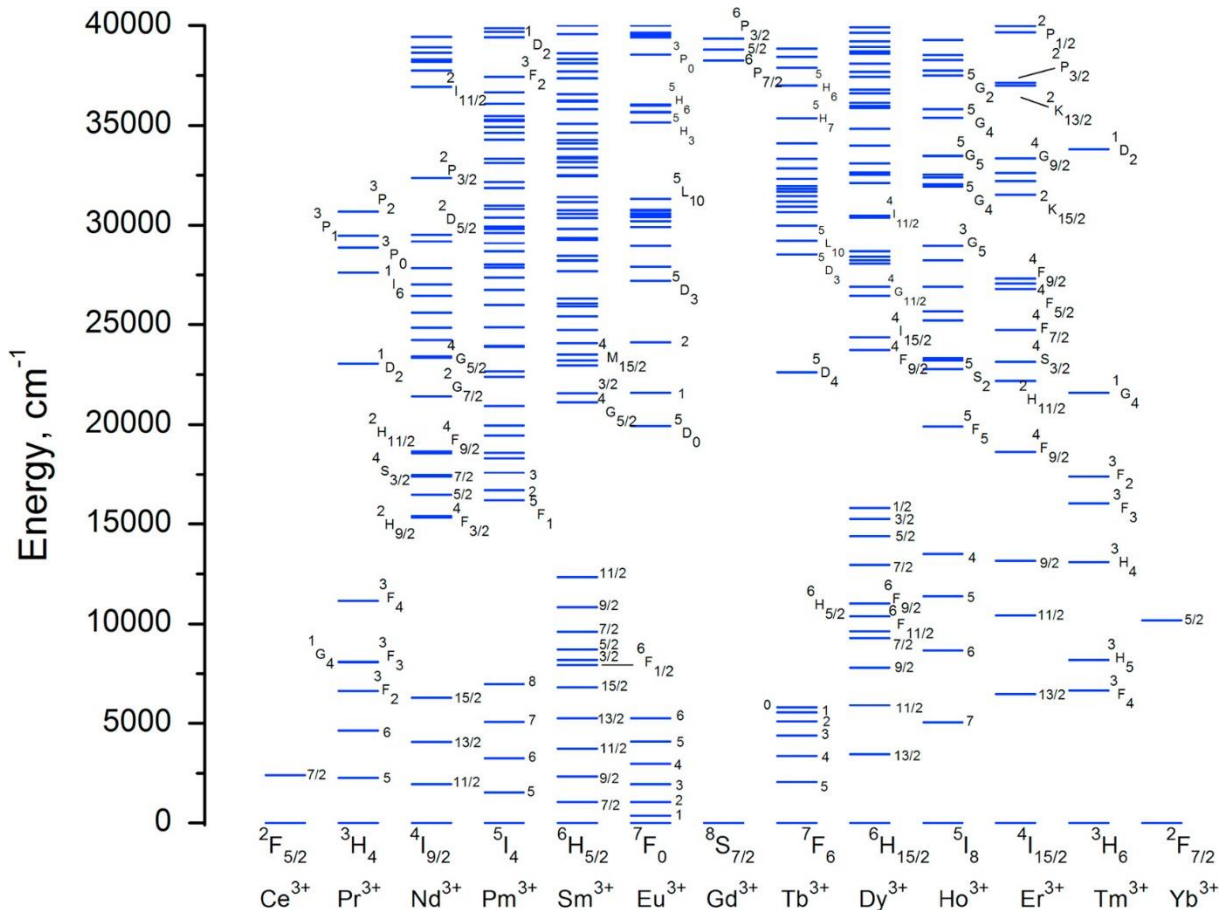 Energy, cm⁻¹
40000
35000
30000
25000
20000
15000
10000
5000
0
7/2
³P₂
³P₁
³P₀
¹I₆
¹D₂
³F₄
¹G₄
³F₃
³F₂
6
5
²I₁₁/₂
²P₃/₂
²D₅/₂
⁴G₅/₂
²G₇/₂
²H₁₁/₂
⁴F₉/₂
⁴S₃/₂
7/2
5/2
²H₉/₂
⁴F₃/₂
15/2
13/2
11/2
¹D₂
³F₂
3
2
⁵F₁
8
7
6
5
⁴M₁₅/₂
3/2
⁴G₅/₂
11/2
9/2
7/2
5/2
3/2
⁶F₁/₂
15/2
13/2
11/2
9/2
7/2
³P₀
⁵H₆
⁵H₃
⁵L₁₀
⁵D₃
2
1
⁵D₀
6
5
4
3
2
1
⁶P₃/₂
5/2
⁶P₇/₂
⁵H₆
⁵H₇
⁵L₁₀
⁵D₃
⁵D₄
0
1
2
3
4
5
⁴I₁₁/₂
⁴G₁₁/₂
⁴I₁₅/₂
⁴F₉/₂
1/2
3/2
5/2
7/2
⁶F₉/₂
⁶H₅/₂
⁶F₁₁/₂
7/2
9/2
11/2
13/2
⁵G₂
⁵G₄
⁵G₅
⁵G₄
³G₅
⁵S₂
⁵F₅
4
5
6
7
²P₁/₂
²P₃/₂
²K₁₃/₂
⁴G₉/₂
²K₁₅/₂
⁴F₉/₂
⁴F₅/₂
⁴F₇/₂
⁴S₃/₂
²H₁₁/₂
⁴F₉/₂
9/2
11/2
13/2
¹D₂
¹G₄
³F₂
³F₃
³H₄
³H₅
³F₄
5/2
²F₅/₂ ³H₄ ⁴I₉/₂ ⁵I₄ ⁶H₅/₂ ⁷F₀ ⁸S₇/₂ ⁷F₆ ⁶H₁₅/₂ ⁵I₈ ⁴I₁₅/₂ ³H₆ ²F₇/₂
Ce³⁺ Pr³⁺ Nd³⁺ Pm³⁺ Sm³⁺ Eu³⁺ Gd³⁺ Tb³⁺ Dy³⁺ Ho³⁺ Er³⁺ Tm³⁺ Yb³⁺